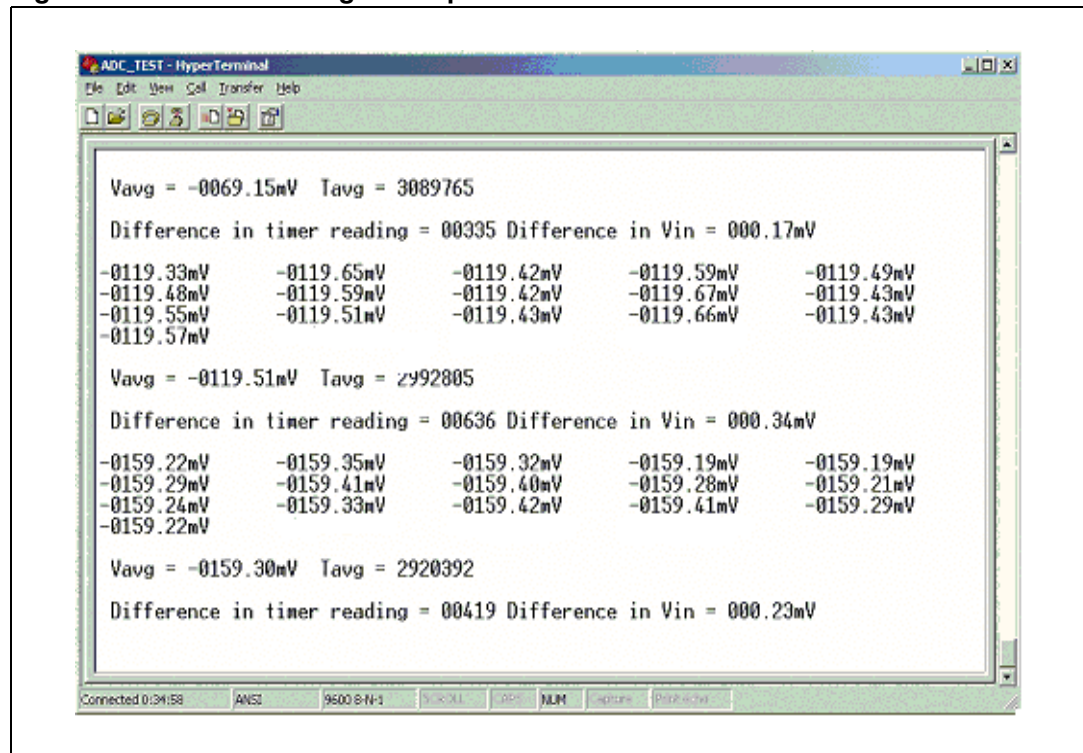 ADC_TEST - HyperTerminal
File Edit View Call Transfer Help
Vavg = -0069.15mV Tavg = 3089765
Difference in timer reading = 00335 Difference in Vin = 000.17mV
-0119.33mV -0119.65mV -0119.42mV -0119.59mV -0119.49mV
-0119.48mV -0119.59mV -0119.42mV -0119.67mV -0119.43mV
-0119.55mV -0119.51mV -0119.43mV -0119.66mV -0119.43mV
-0119.57mV
Vavg = -0119.51mV Tavg = 2992805
Difference in timer reading = 00636 Difference in Vin = 000.34mV
-0159.22mV -0159.35mV -0159.32mV -0159.19mV -0159.19mV
-0159.29mV -0159.41mV -0159.40mV -0159.28mV -0159.21mV
-0159.24mV -0159.33mV -0159.42mV -0159.41mV -0159.29mV
-0159.22mV
Vavg = -0159.30mV Tavg = 2920392
Difference in timer reading = 00419 Difference in Vin = 000.23mV
Connected 0:34:58 ANSI 9600 8-N-1 SCROLL CAPS NUM Capture Print echo